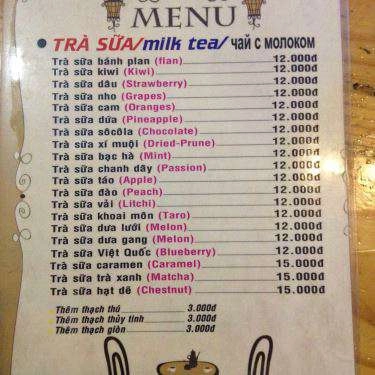 MENU
TRÀ SỮA/milk tea/ чай с молоком
Trà sữa bánh plan (flan) 12.000đ
Trà sữa kiwi (Kiwi) 12.000đ
Trà sữa dâu (Strawberry) 12.000đ
Trà sữa nho (Grapes) 12.000đ
Trà sữa cam (Oranges) 12.000đ
Trà sữa dứa (Pineapple) 12.000đ
Trà sữa sôcôla (Chocolate) 12.000đ
Trà sữa xí muội (Dried-Prune) 12.000đ
Trà sữa bạc hà (Mint) 12.000đ
Trà sữa chanh dây (Passion) 12.000đ
Trà sữa táo (Apple) 12.000đ
Trà sữa đào (Peach) 12.000đ
Trà sữa vải (Litchi) 12.000đ
Trà sữa khoai môn (Taro) 12.000đ
Trà sữa dưa lưới (Melon) 12.000đ
Trà sữa dưa gang (Melon) 12.000đ
Trà sữa Việt Quốc (Blueberry) 12.000đ
Trà sữa caramen (Caramel) 15.000đ
Trà sữa trà xanh (Matcha) 15.000đ
Trà sữa hạt dẻ (Chestnut) 15.000đ
Thêm thạch thú 3.000đ
Thêm thạch thủy tinh 3.000đ
Thêm thạch giòn 3.000đ